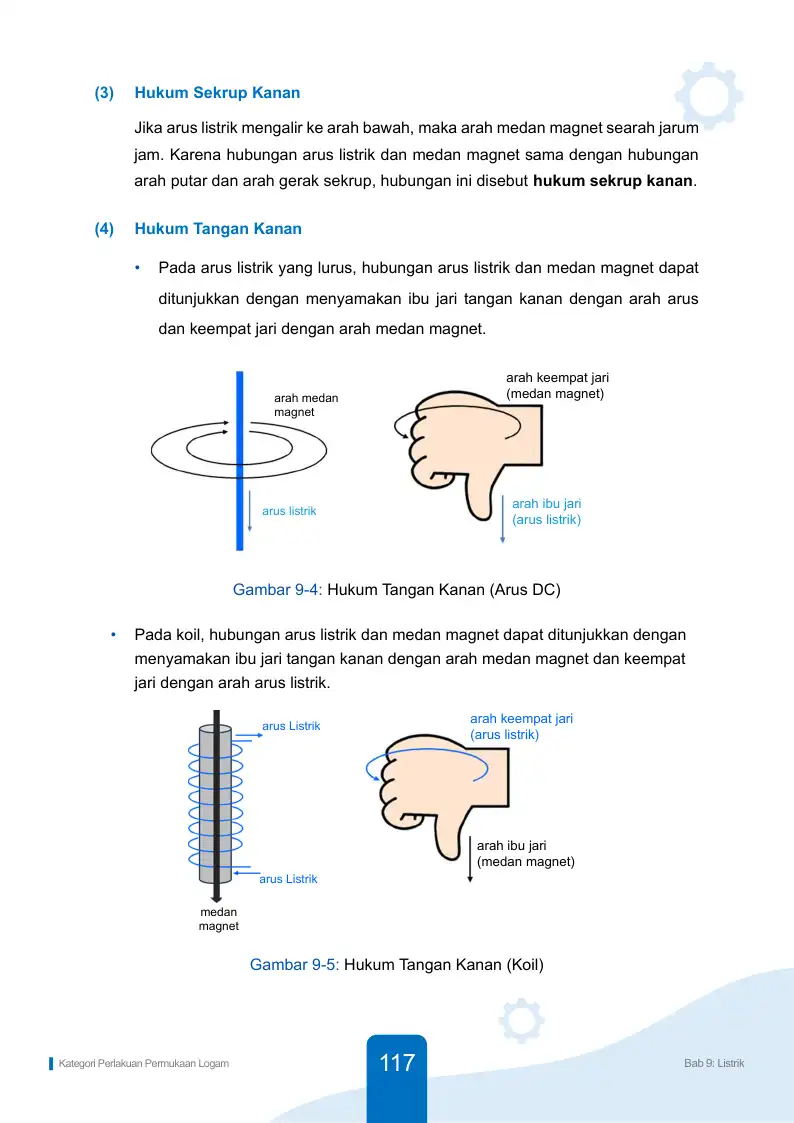 (3) Hukum Sekrup Kanan
Jika arus listrik mengalir ke arah bawah, maka arah medan magnet searah jarum
jam. Karena hubungan arus listrik dan medan magnet sama dengan hubungan
arah putar dan arah gerak sekrup, hubungan ini disebut hukum sekrup kanan.
(4) Hukum Tangan Kanan
• Pada arus listrik yang lurus, hubungan arus listrik dan medan magnet dapat
ditunjukkan dengan menyamakan ibu jari tangan kanan dengan arah arus
dan keempat jari dengan arah medan magnet.
arah medan
magnet
arus listrik
arah keempat jari
(medan magnet)
arah ibu jari
(arus listrik)
Gambar 9-4: Hukum Tangan Kanan (Arus DC)
• Pada koil, hubungan arus listrik dan medan magnet dapat ditunjukkan dengan
menyamakan ibu jari tangan kanan dengan arah medan magnet dan keempat
jari dengan arah arus listrik.
arus Listrik
arus Listrik
medan
magnet
arah keempat jari
(arus listrik)
arah ibu jari
(medan magnet)
Gambar 9-5: Hukum Tangan Kanan (Koil)
Kategori Perlakuan Permukaan Logam
117
Bab 9: Listrik